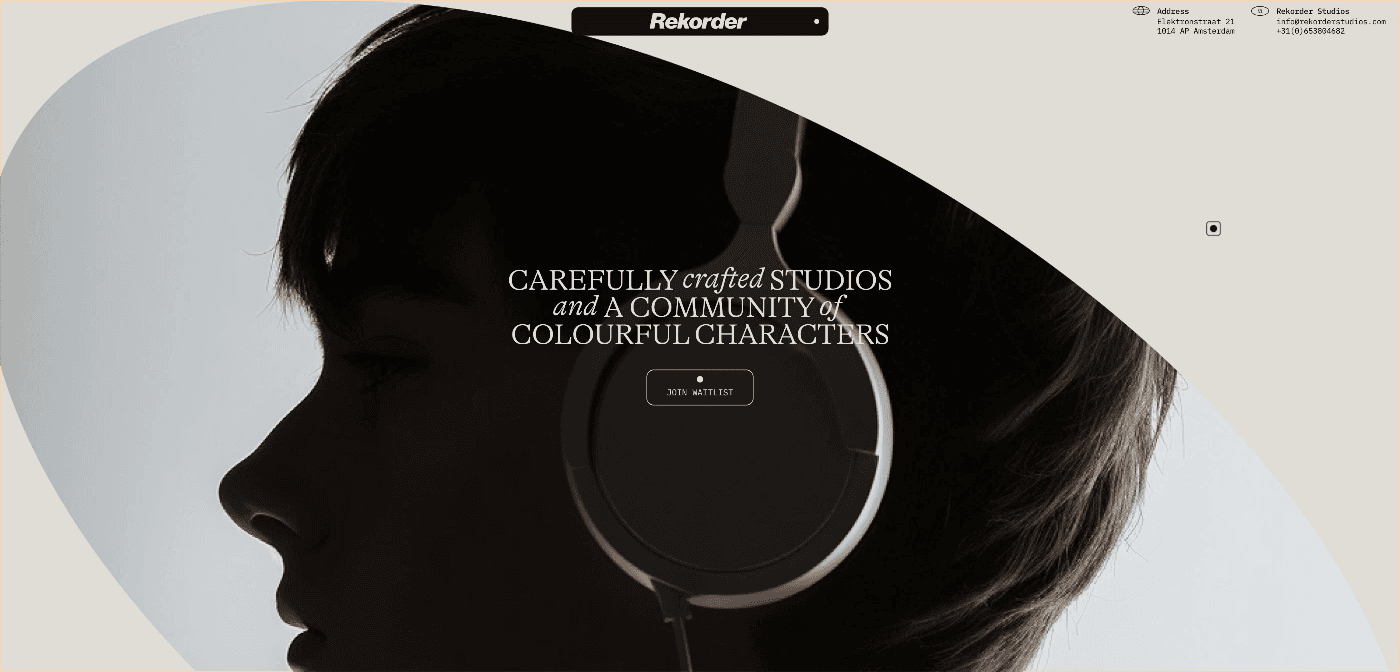 Rekorder
Address
Elektronstraat 21
1014 AP Amsterdam
Rekorder Studios
info@rekorderstudios.com
+31(0)653804682
CAREFULLY crafted STUDIOS
and A COMMUNITY of
COLOURFUL CHARACTERS
JOIN WAITLIST